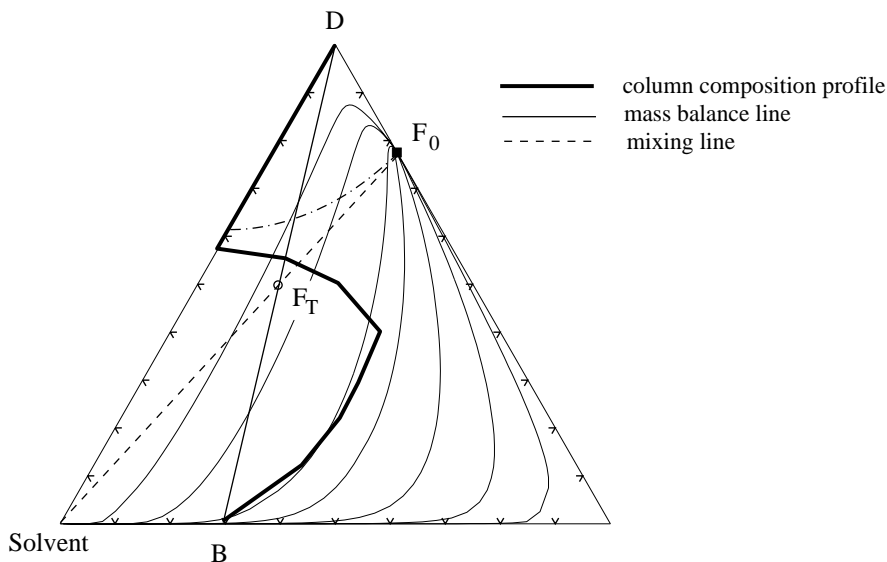 D
column composition profile
mass balance line
mixing line
F0
FT
Solvent
B